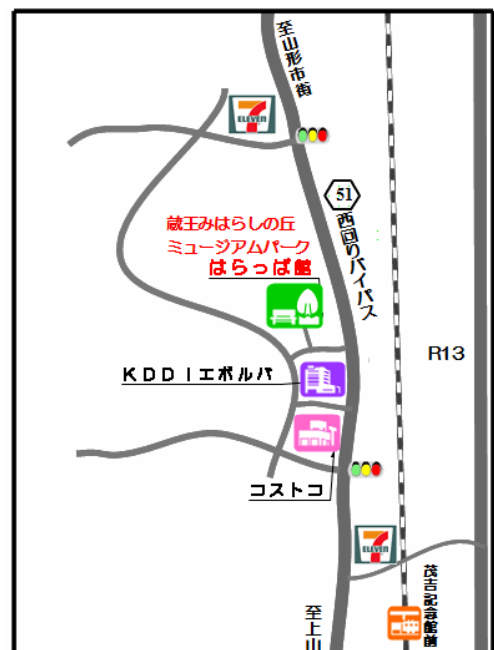 至山形市街
7
ELEVEN
51
西回りバイパス
蔵王みはらしの丘
ミュージアムパーク
はらっぱ館
R13
KDDIエボルバ
コストコ
7
ELEVEN
茂吉記念館前
至上山